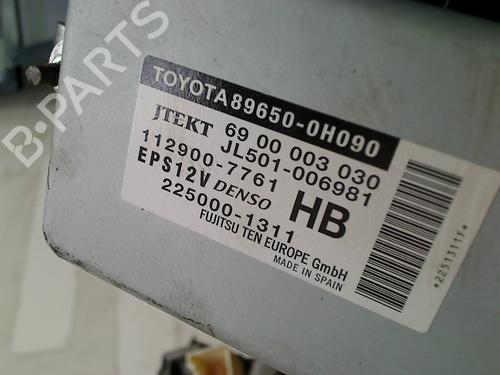 B-PARTS
TOYOTA 89650-0H090
JTEKT 69 00 003 030
JL501-006981
112900-7761
EPS12V DENSO HB
225000-1311
FUJITSU TEN EUROPE GmbH
MADE IN SPAIN
*2251311F*